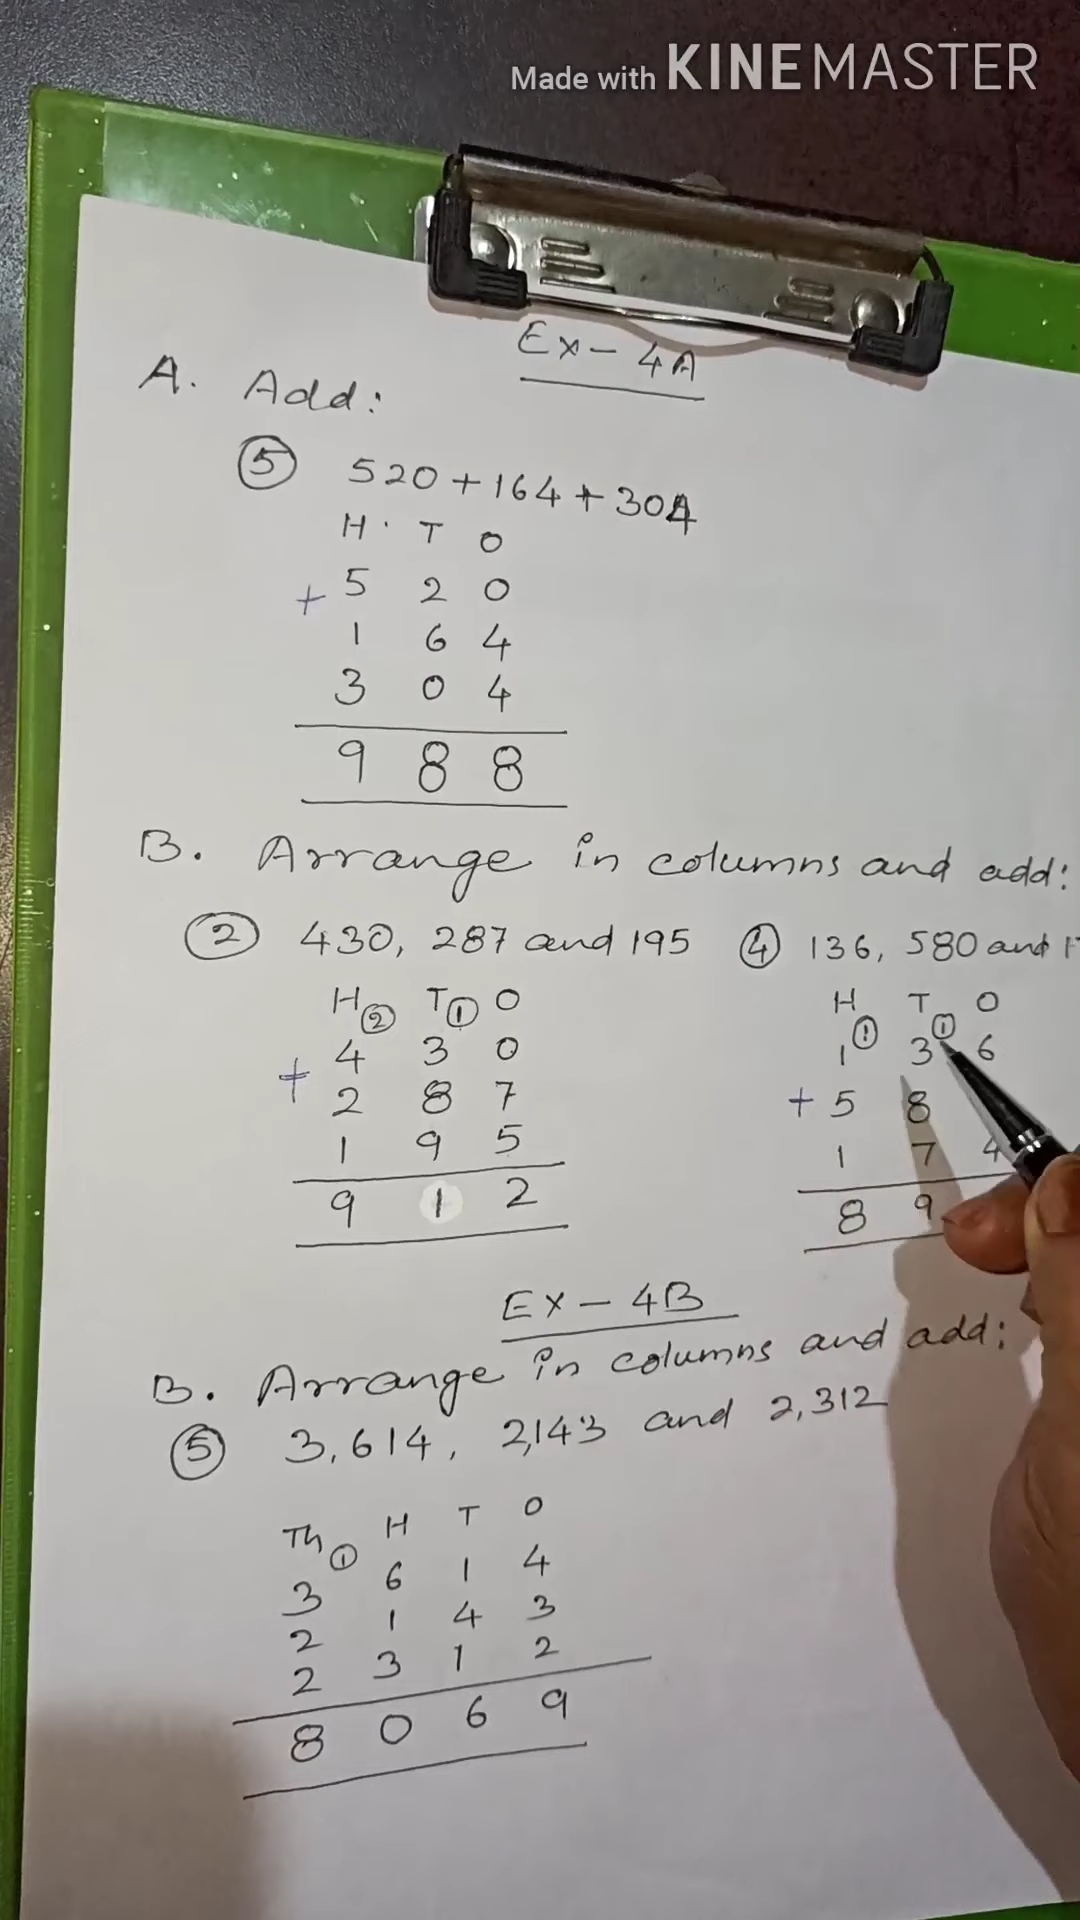 Made with KINEMASTER
Ex - 4A
A. Add:
5 520 + 164 + 304
H . T O
+ 5 2 0
1 6 4
3 0 4
9 8 8
B. Arrange in columns and add:
2 430, 287 and 195
H 2 T 1 O
+ 4 3 0
2 8 7
1 9 5
9 1 2
4 136, 580 and
H T O
1 1
1 3 6
+ 5 8
1 7 4
8 9
EX - 4B
B. Arrange in columns and add:
5 3,614, 2,143 and 2,312
Th 1 H T O
3 6 1 4
2 1 4 3
2 3 1 2
8 0 6 9